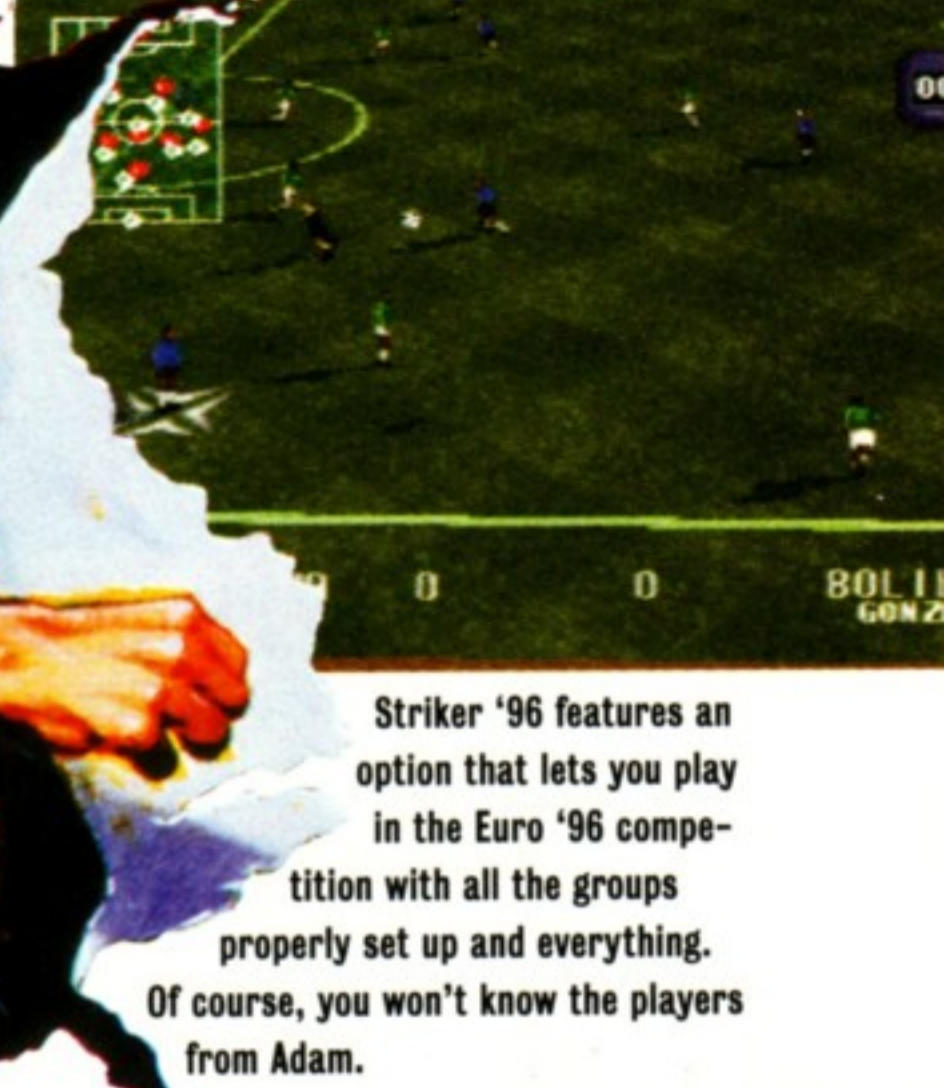 0 0
Striker ‘96 features an
option that lets you play
in the Euro ‘96 compe-
tition with all the groups
properly set up and everything.
Of course, you won’t know the players
from Adam.